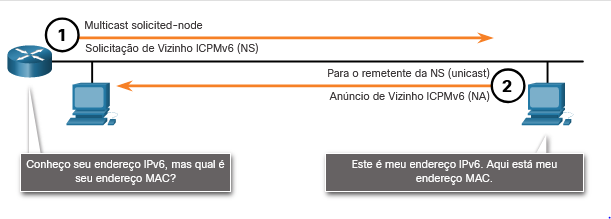 1
Multicast solicited-node
Solicitação de Vizinho ICPMv6 (NS)
Para o remetente da NS (unicast)
2
Anúncio de Vizinho ICPMv6 (NA)
Conheço seu endereço IPv6, mas qual é
seu endereço MAC?
Este é meu endereço IPv6. Aqui está meu
endereço MAC.
.